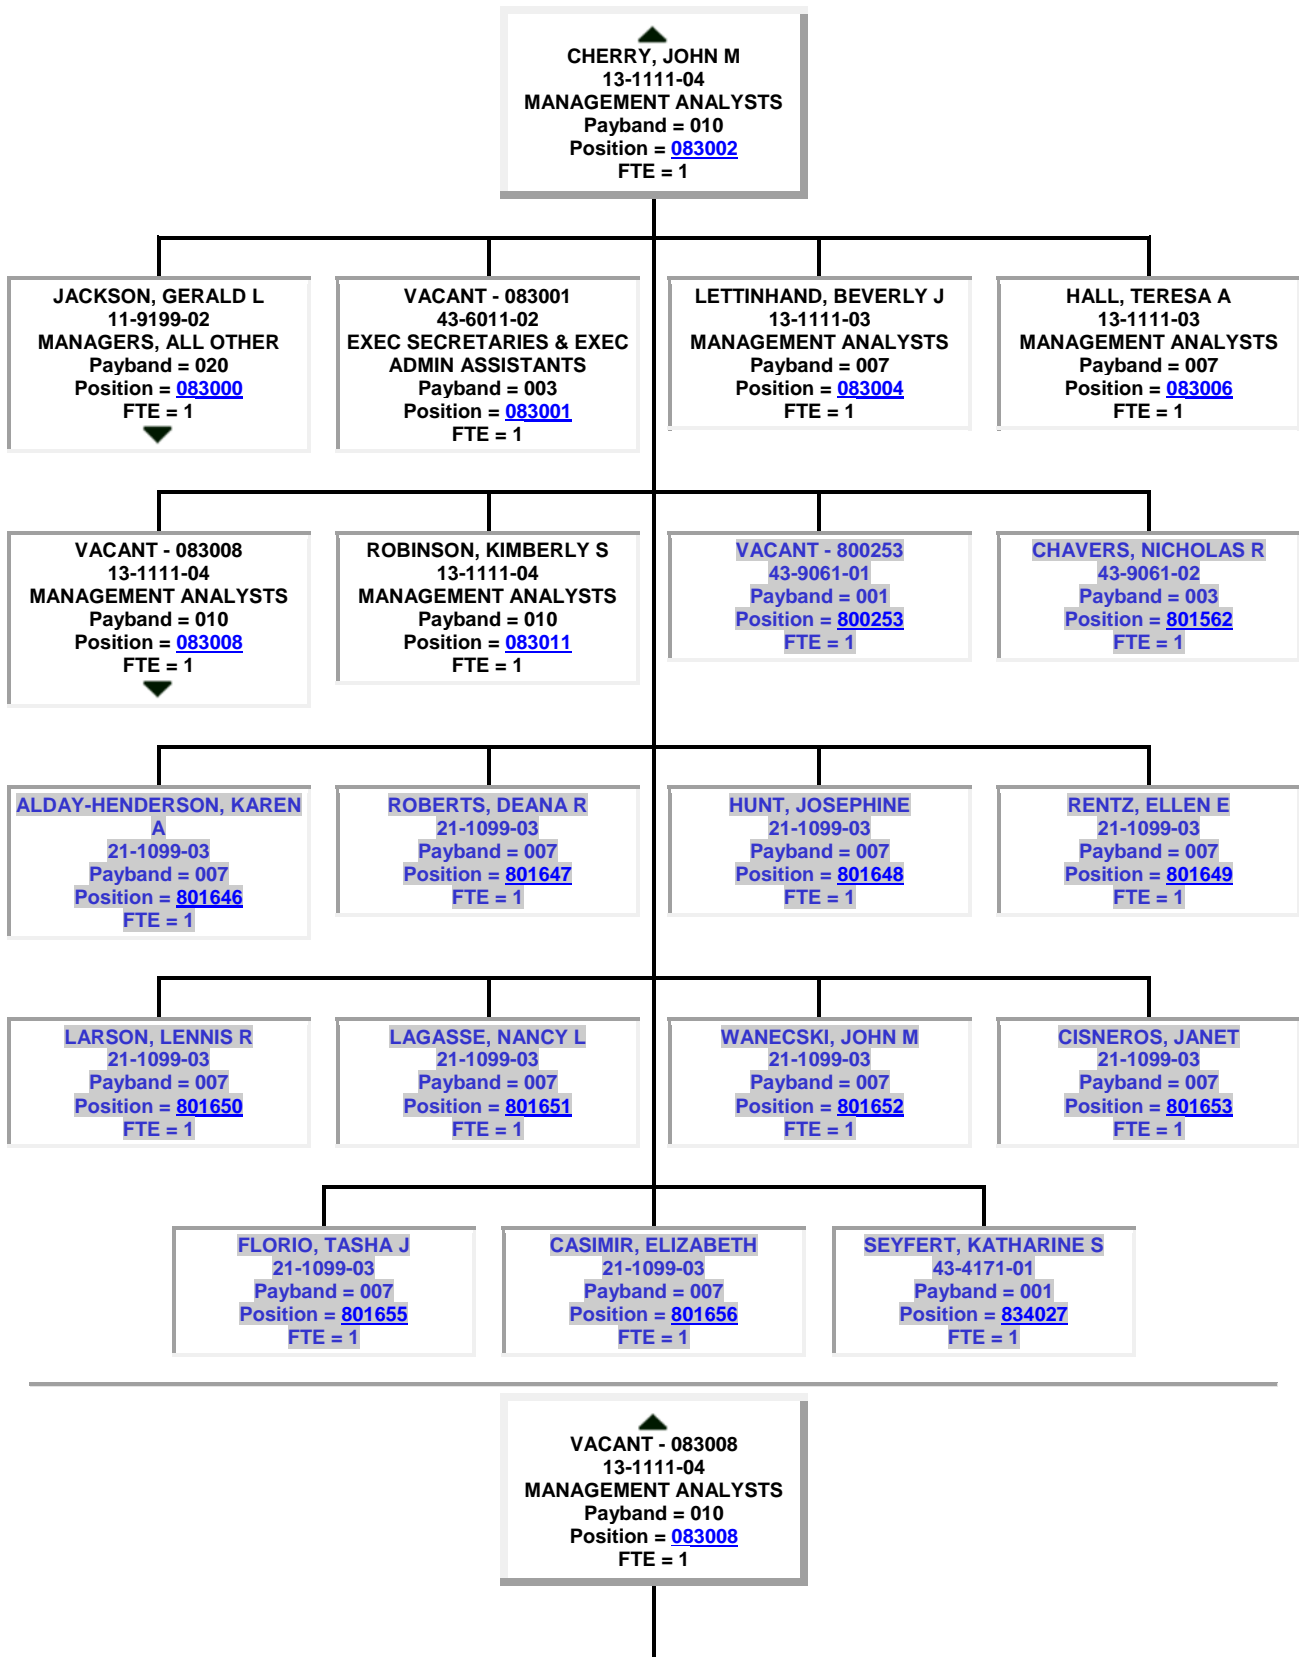 CHERRY, JOHN M
13-1111-04
MANAGEMENT ANALYSTS
Payband = 010
Position = 083002
FTE = 1
JACKSON, GERALD L
11-9199-02
MANAGERS, ALL OTHER
Payband = 020
Position = 083000
FTE = 1
VACANT - 083001
43-6011-02
EXEC SECRETARIES & EXEC
ADMIN ASSISTANTS
Payband = 003
Position = 083001
FTE = 1
LETTINHAND, BEVERLY J
13-1111-03
MANAGEMENT ANALYSTS
Payband = 007
Position = 083004
FTE = 1
HALL, TERESA A
13-1111-03
MANAGEMENT ANALYSTS
Payband = 007
Position = 083006
FTE = 1
VACANT - 083008
13-1111-04
MANAGEMENT ANALYSTS
Payband = 010
Position = 083008
FTE = 1
ROBINSON, KIMBERLY S
13-1111-04
MANAGEMENT ANALYSTS
Payband = 010
Position = 083011
FTE = 1
VACANT - 800253
43-9061-01
Payband = 001
Position = 800253
FTE = 1
CHAVERS, NICHOLAS R
43-9061-02
Payband = 003
Position = 801562
FTE = 1
ALDAY-HENDERSON, KAREN
A
21-1099-03
Payband = 007
Position = 801646
FTE = 1
ROBERTS, DEANA R
21-1099-03
Payband = 007
Position = 801647
FTE = 1
HUNT, JOSEPHINE
21-1099-03
Payband = 007
Position = 801648
FTE = 1
RENTZ, ELLEN E
21-1099-03
Payband = 007
Position = 801649
FTE = 1
LARSON, LENNIS R
21-1099-03
Payband = 007
Position = 801650
FTE = 1
LAGASSE, NANCY L
21-1099-03
Payband = 007
Position = 801651
FTE = 1
WANECSKI, JOHN M
21-1099-03
Payband = 007
Position = 801652
FTE = 1
CISNEROS, JANET
21-1099-03
Payband = 007
Position = 801653
FTE = 1
FLORIO, TASHA J
21-1099-03
Payband = 007
Position = 801655
FTE = 1
CASIMIR, ELIZABETH
21-1099-03
Payband = 007
Position = 801656
FTE = 1
SEYFERT, KATHARINE S
43-4171-01
Payband = 001
Position = 834027
FTE = 1
VACANT - 083008
13-1111-04
MANAGEMENT ANALYSTS
Payband = 010
Position = 083008
FTE = 1